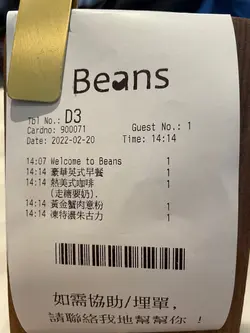 Beans
Tbl No.: D3
Cardno: 900071 Guest No.: 1
Date: 2022-02-20 Time: 14:14
14:07 Welcome to Beans 1
14:14 豪華英式早餐 1
14:14 熱美式咖啡 1
(走糖要奶).
14:14 黃金蟹肉意粉 1
14:14 凍特濃朱古力 1
如需協助/埋單,
請聯絡我地幫幫你!